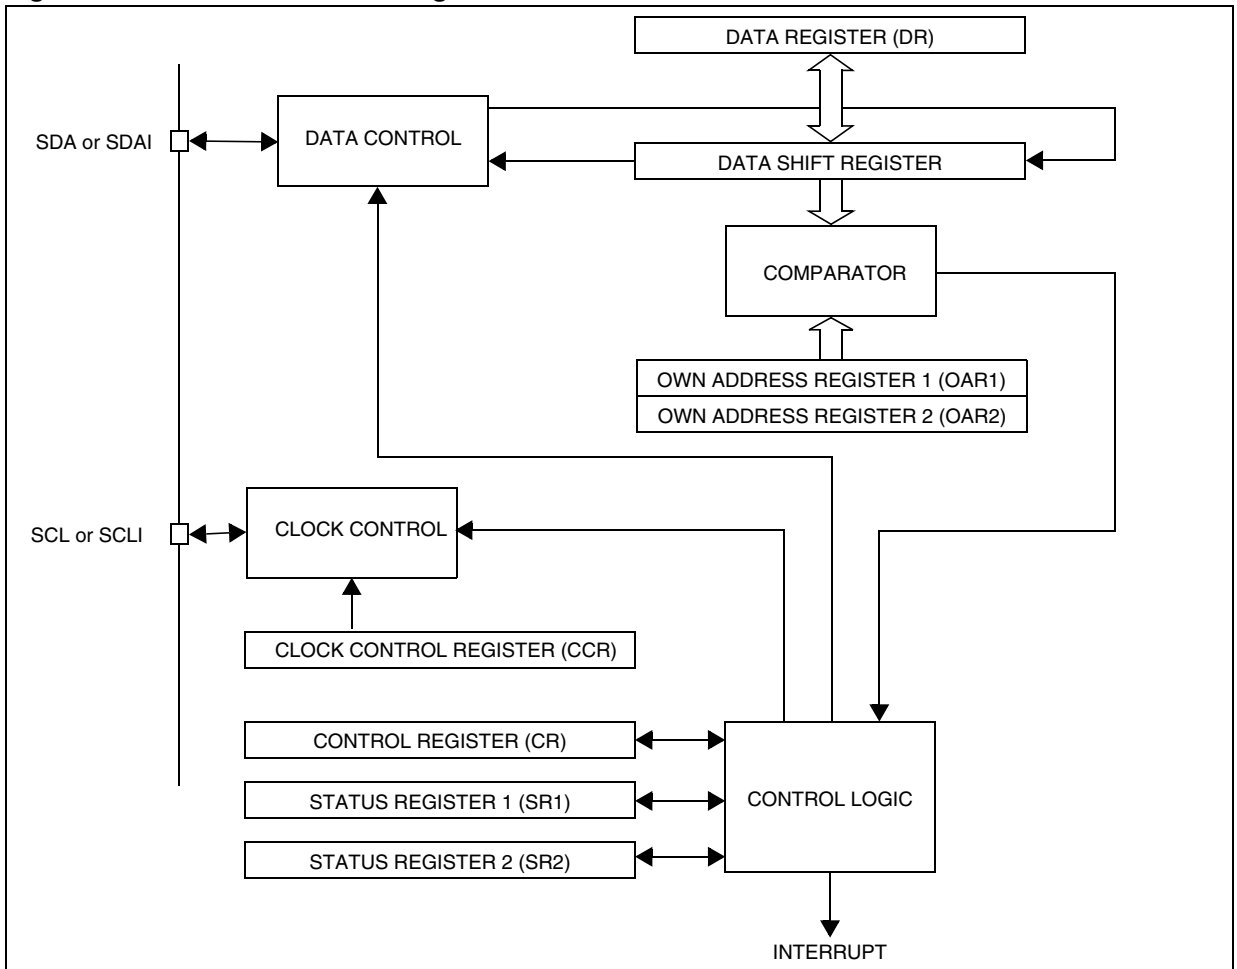 DATA REGISTER (DR)
SDA or SDAI
DATA CONTROL
DATA SHIFT REGISTER
COMPARATOR
OWN ADDRESS REGISTER 1 (OAR1)
OWN ADDRESS REGISTER 2 (OAR2)
SCL or SCLI
CLOCK CONTROL
CLOCK CONTROL REGISTER (CCR)
CONTROL REGISTER (CR)
STATUS REGISTER 1 (SR1)
CONTROL LOGIC
STATUS REGISTER 2 (SR2)
INTERRUPT